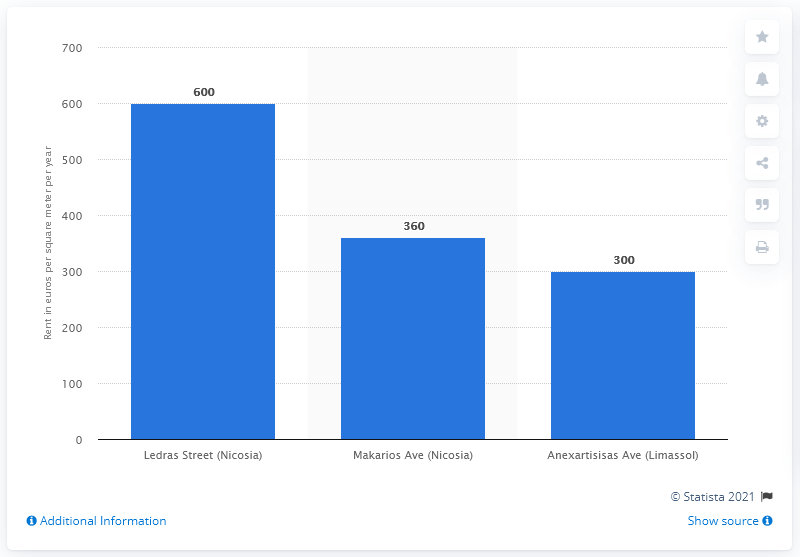 700
600
500
400
300
200
100
0
Rent in euros per square meter per year
600
360
300
Ledras Street (Nicosia)
Makarios Ave (Nicosia)
Anexartisisas Ave (Limassol)
© Statista 2021
Additional Information
Show source